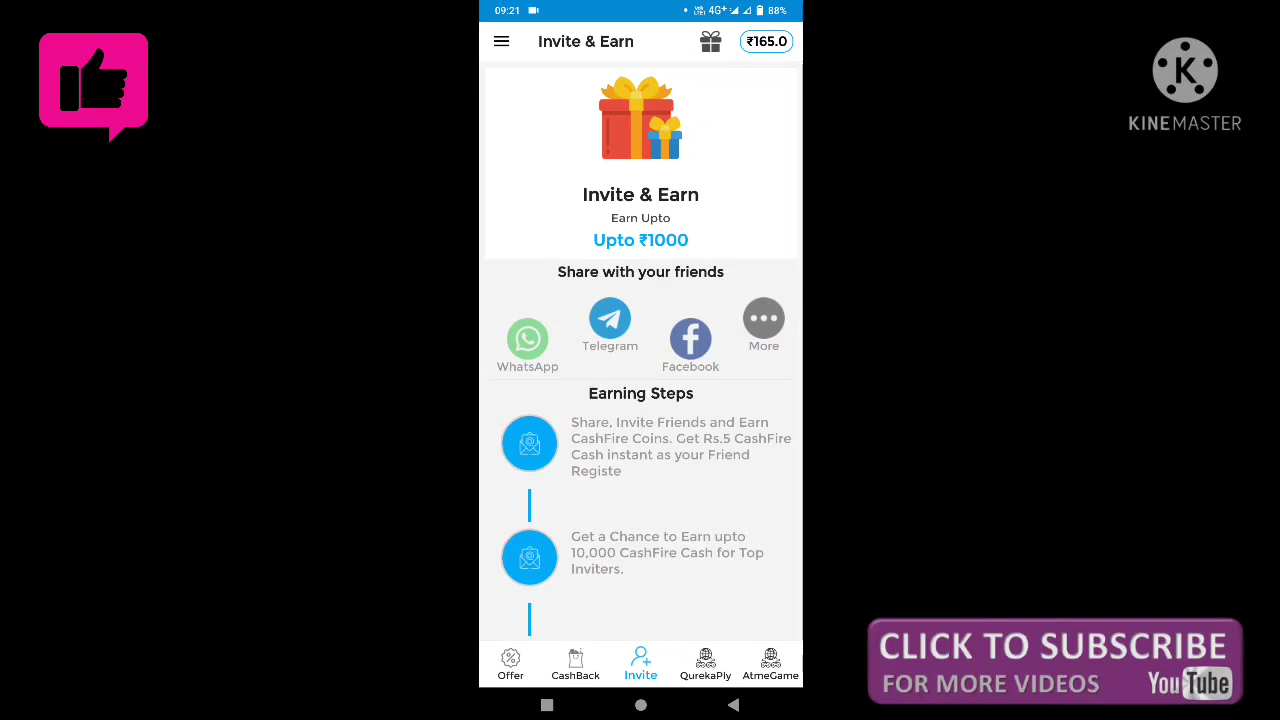 09:21
Vo LTE1 4G+ 88%
Invite & Earn
₹165.0
Invite & Earn
Earn Upto
Upto ₹1000
Share with your friends
WhatsApp
Telegram
Facebook
More
Earning Steps
Share, Invite Friends and Earn
CashFire Coins. Get Rs.5 CashFire
Cash instant as your Friend
Registe
Get a Chance to Earn upto
10,000 CashFire Cash for Top
Inviters.
Offer
CashBack
Invite
QurekaPly
AtmeGame
K
KINEMASTER
CLICK TO SUBSCRIBE
FOR MORE VIDEOS
YouTube